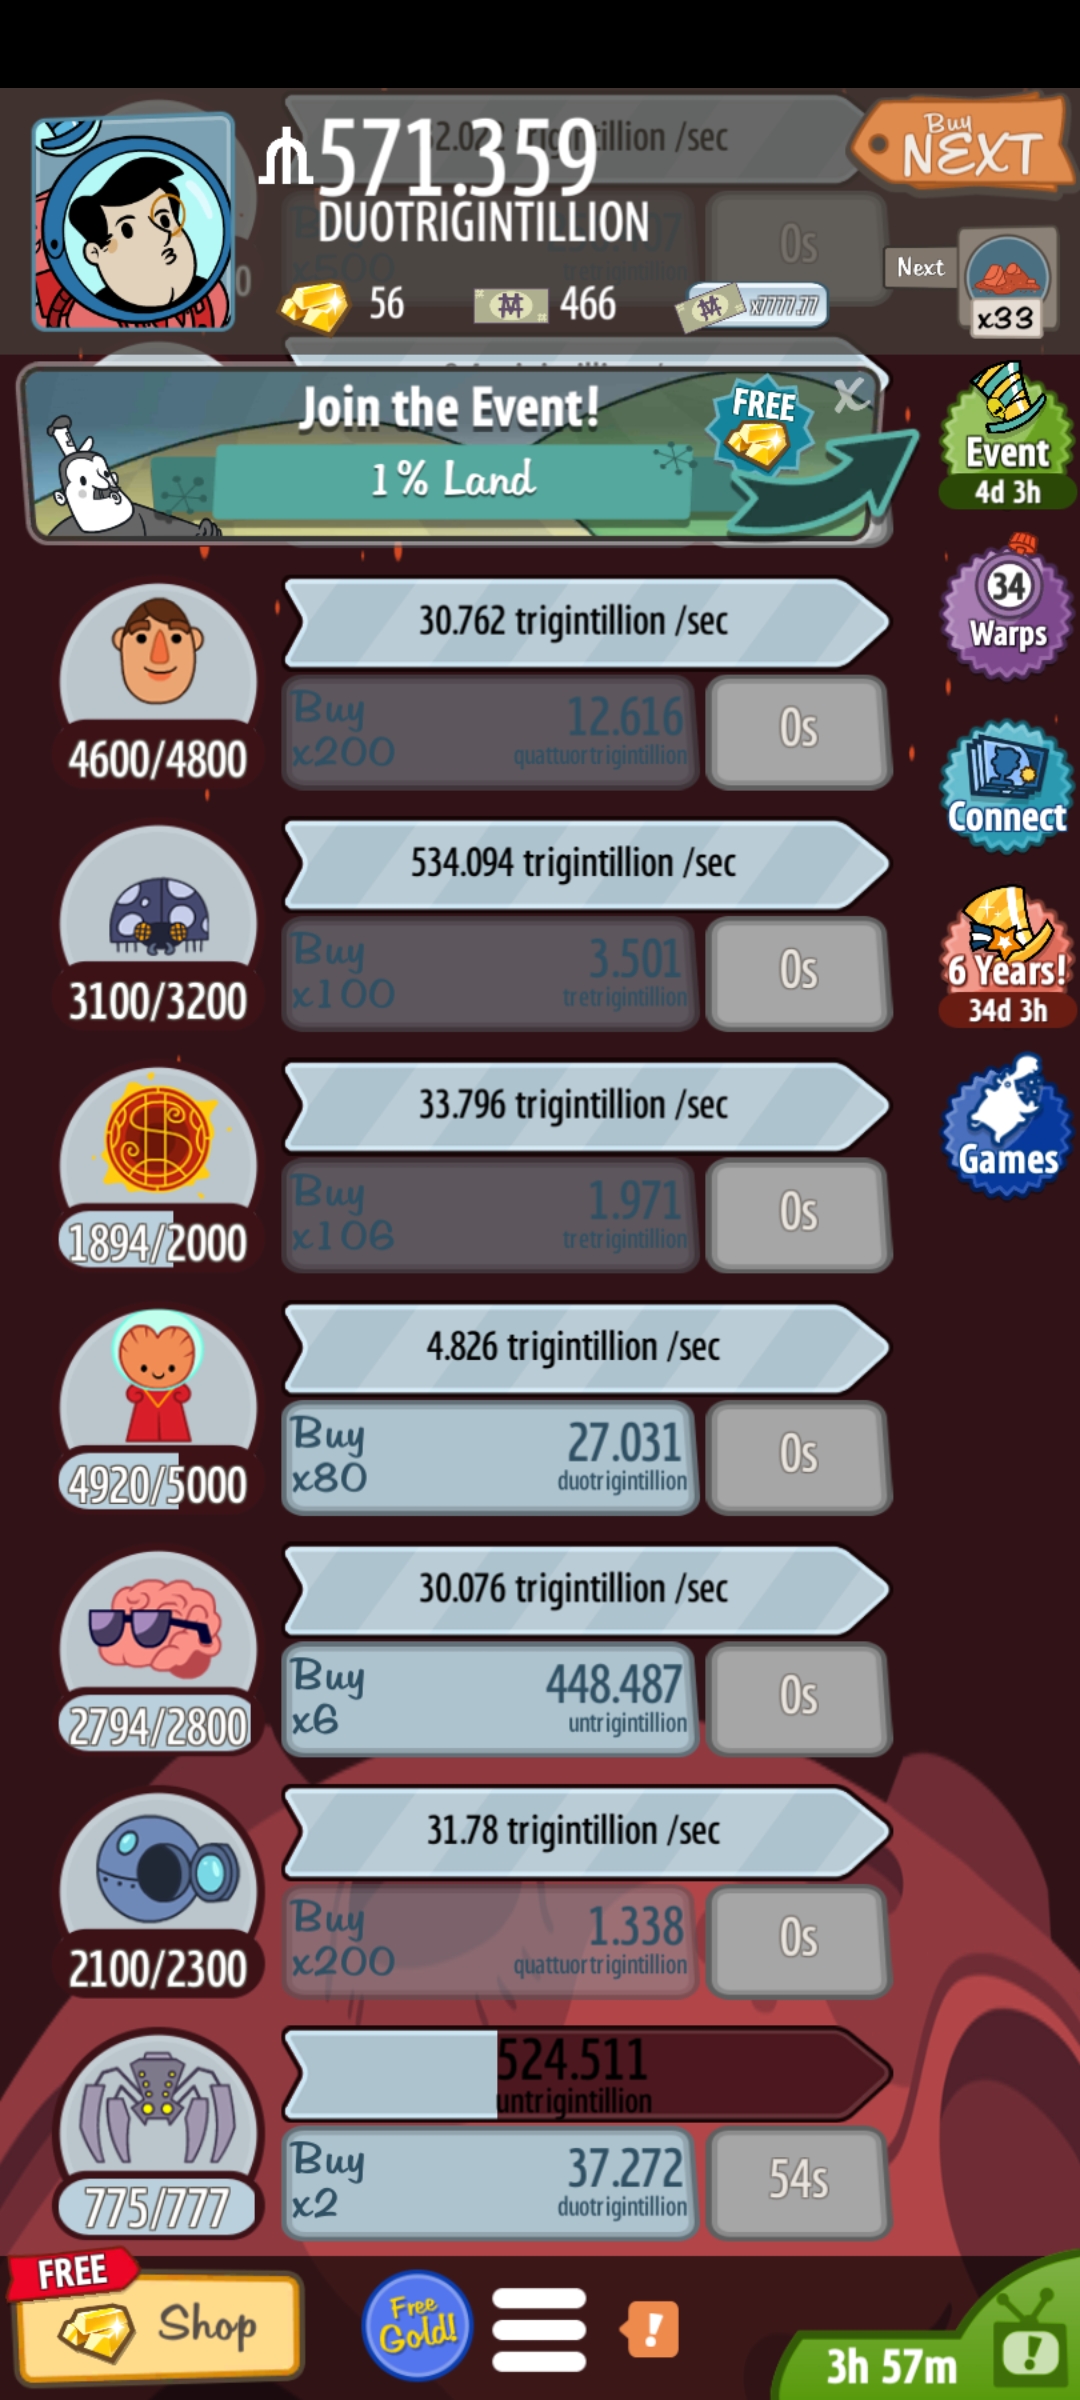 571.359
DUOTRIGINTILLION
Buy
NEXT
56
466
x7777.77
Next
x33
0s
Join the Event!
1% Land
FREE
Event
4d 3h
30.762 trigintillion /sec
Buy
x200
12.616
quattuortrigintillion
0s
4600/4800
34
Warps
534.094 trigintillion /sec
Buy
x100
3.501
tretrigintillion
0s
3100/3200
Connect
6 Years!
34d 3h
33.796 trigintillion /sec
Buy
x106
1.971
tretrigintillion
0s
1894/2000
Games
4.826 trigintillion /sec
Buy
x80
27.031
duotrigintillion
0s
4920/5000
30.076 trigintillion /sec
Buy
x6
448.487
untrigintillion
0s
2794/2800
31.78 trigintillion /sec
Buy
x200
1.338
quattuortrigintillion
0s
2100/2300
524.511
untrigintillion
Buy
x2
37.272
duotrigintillion
54s
775/777
FREE
Shop
Free
Gold!
!
3h 57m
!